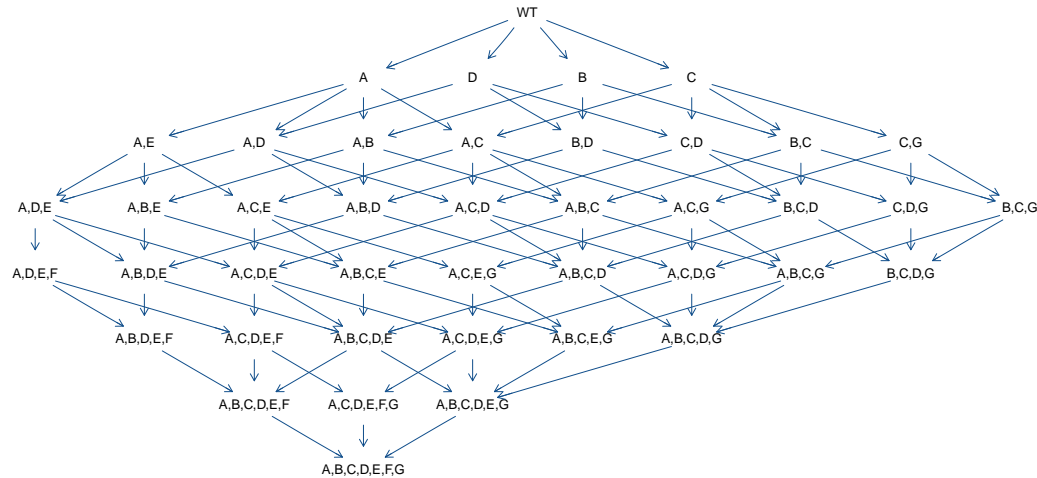 WT
A D B C
A,E A,D A,B A,C B,D C,D B,C C,G
A,D,E A,B,E A,C,E A,B,D A,C,D A,B,C A,C,G B,C,D C,D,G B,C,G
A,D,E,F A,B,D,E A,C,D,E A,B,C,E A,C,E,G A,B,C,D A,C,D,G A,B,C,G B,C,D,G
A,B,D,E,F A,C,D,E,F A,B,C,D,E A,C,D,E,G A,B,C,E,G A,B,C,D,G
A,B,C,D,E,F A,C,D,E,F,G A,B,C,D,E,G
A,B,C,D,E,F,G